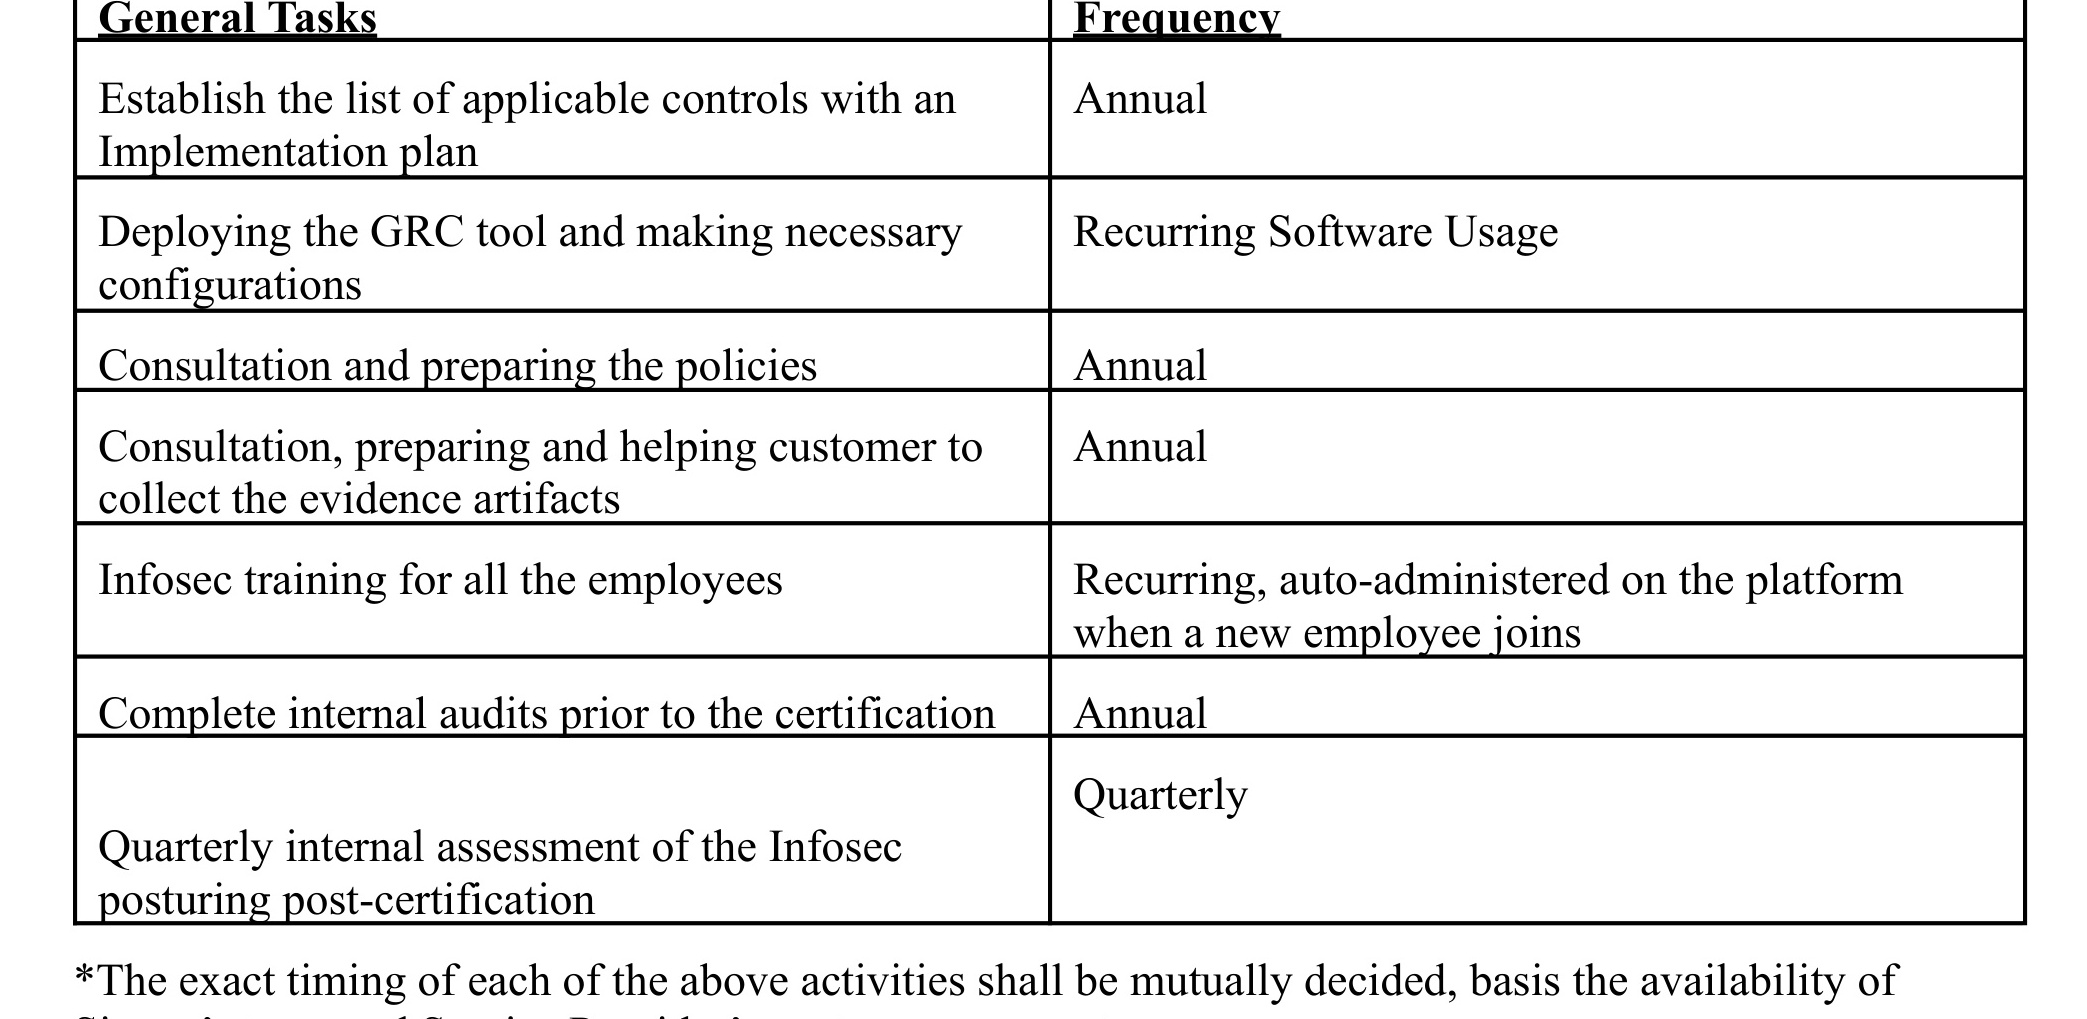 General Tasks Frequency
Establish the list of applicable controls with an Annual
Implementation plan
Deploying the GRC tool and making necessary Recurring Software Usage
configurations
Consultation and preparing the policies Annual
Consultation, preparing and helping customer to Annual
collect the evidence artifacts
Infosec training for all the employees Recurring, auto-administered on the platform
when a new employee joins
Complete internal audits prior to the certification Annual
Quarterly
Quarterly internal assessment of the Infosec
posturing post-certification
*The exact timing of each of the above activities shall be mutually decided, basis the availability of